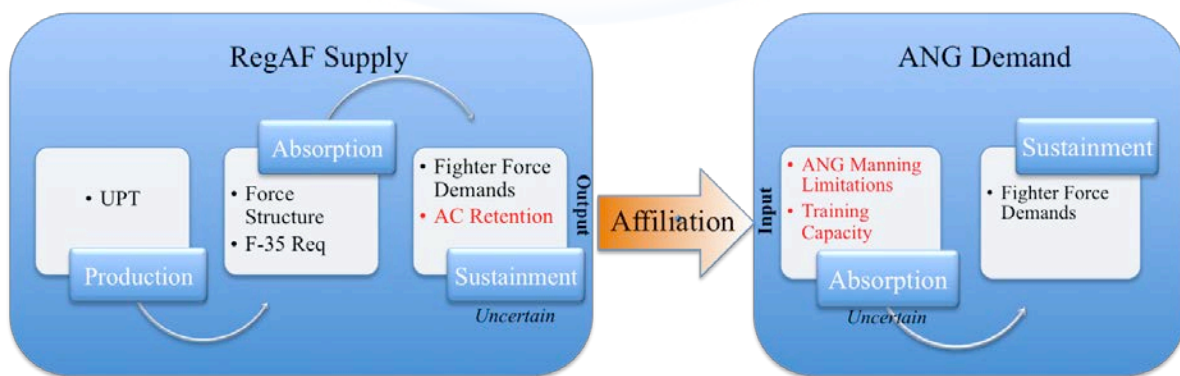 RegAF Supply
• UPT
Production
Absorption
• Force
Structure
• F-35 Req
• Fighter Force
Demands
• AC Retention
Sustainment
Uncertain
Output
Affiliation
ANG Demand
Input
• ANG Manning
Limitations
• Training
Capacity
Absorption
Uncertain
Sustainment
• Fighter Force
Demands